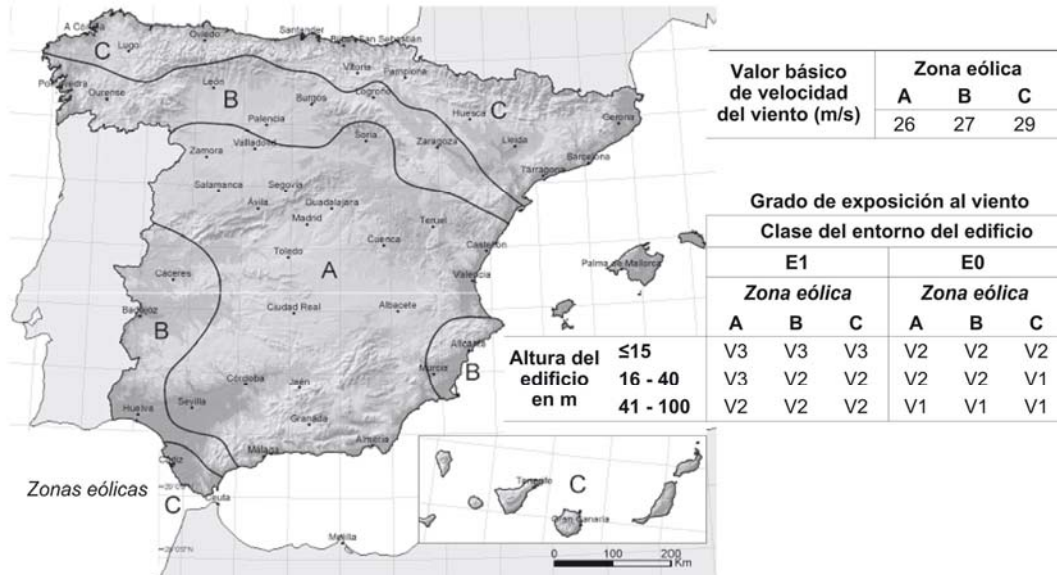 A Coruña
Lugo
Oviedo
Santander
San Sebastián
C
Vitoria
Pamplona
Pontevedra
Ourense
León
Burgos
Logroño
Huesca
C
Gerona
B
Palencia
Soria
Zaragoza
Lleida
Barcelona
Zamora
Valladolid
Tarragona
Salamanca
Segovia
Ávila
Guadalajara
Madrid
Teruel
Cuenca
Castellón
Toledo
A
Valencia
Palma de Mallorca
Cáceres
Badajoz
B
Ciudad Real
Albacete
Alicante
Murcia
B
Córdoba
Jaén
Huelva
Sevilla
Granada
Almería
Málaga
Cádiz
Zonas eólicas
C
Ceuta
Melilla
Tenerife
C
Gran Canaria
0 100 200
Km
Valor básico Zona eólica
de velocidad A B C
del viento (m/s) 26 27 29
Grado de exposición al viento
Clase del entorno del edificio
E1 E0
Zona eólica Zona eólica
A B C A B C
Altura del ≤15 V3 V3 V3 V2 V2 V2
edificio 16 - 40 V3 V2 V2 V2 V2 V1
en m 41 - 100 V2 V2 V2 V1 V1 V1